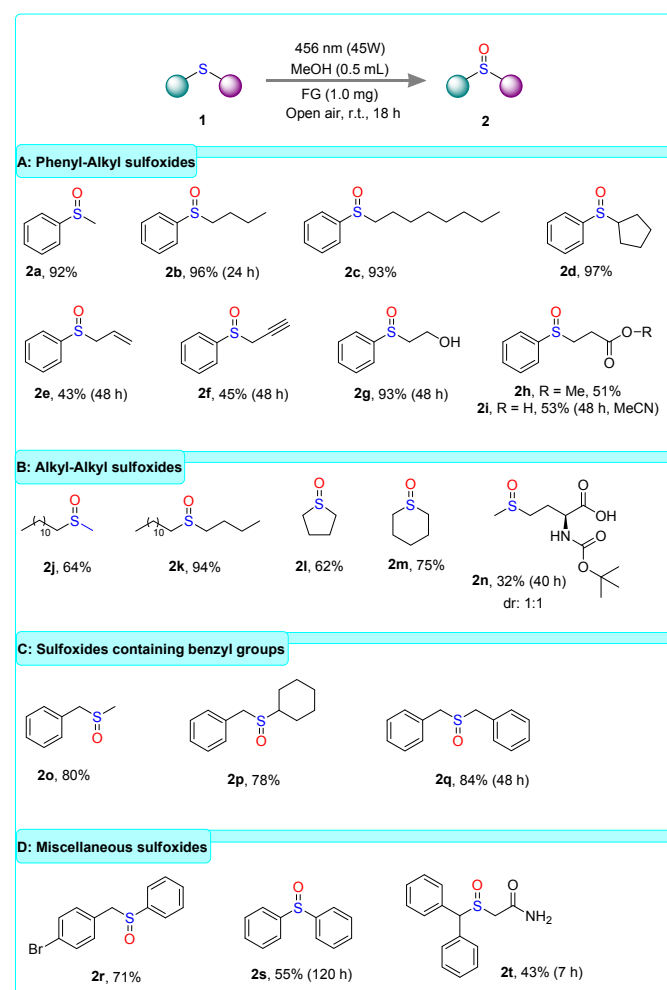 456 nm (45W)
MeOH (0.5 mL)
FG (1.0 mg)
Open air, r.t., 18 h
S
1
O
S
2
A: Phenyl-Alkyl sulfoxides
O
S
2a, 92%
O
S
2b, 96% (24 h)
O
S
2c, 93%
O
S
2d, 97%
O
S
2e, 43% (48 h)
O
S
2f, 45% (48 h)
O
S
OH
2g, 93% (48 h)
O
S
O-R
O
2h, R = Me, 51%
2i, R = H, 53% (48 h, MeCN)
B: Alkyl-Alkyl sulfoxides
O
S
10
2j, 64%
O
S
10
2k, 94%
O
S
2l, 62%
O
S
2m, 75%
O
S
O
OH
HN
O
O
2n, 32% (40 h)
dr: 1:1
C: Sulfoxides containing benzyl groups
S
O
2o, 80%
S
O
2p, 78%
S
O
2q, 84% (48 h)
D: Miscellaneous sulfoxides
S
O
Br
2r, 71%
O
S
2s, 55% (120 h)
O
S
O
NH2
2t, 43% (7 h)